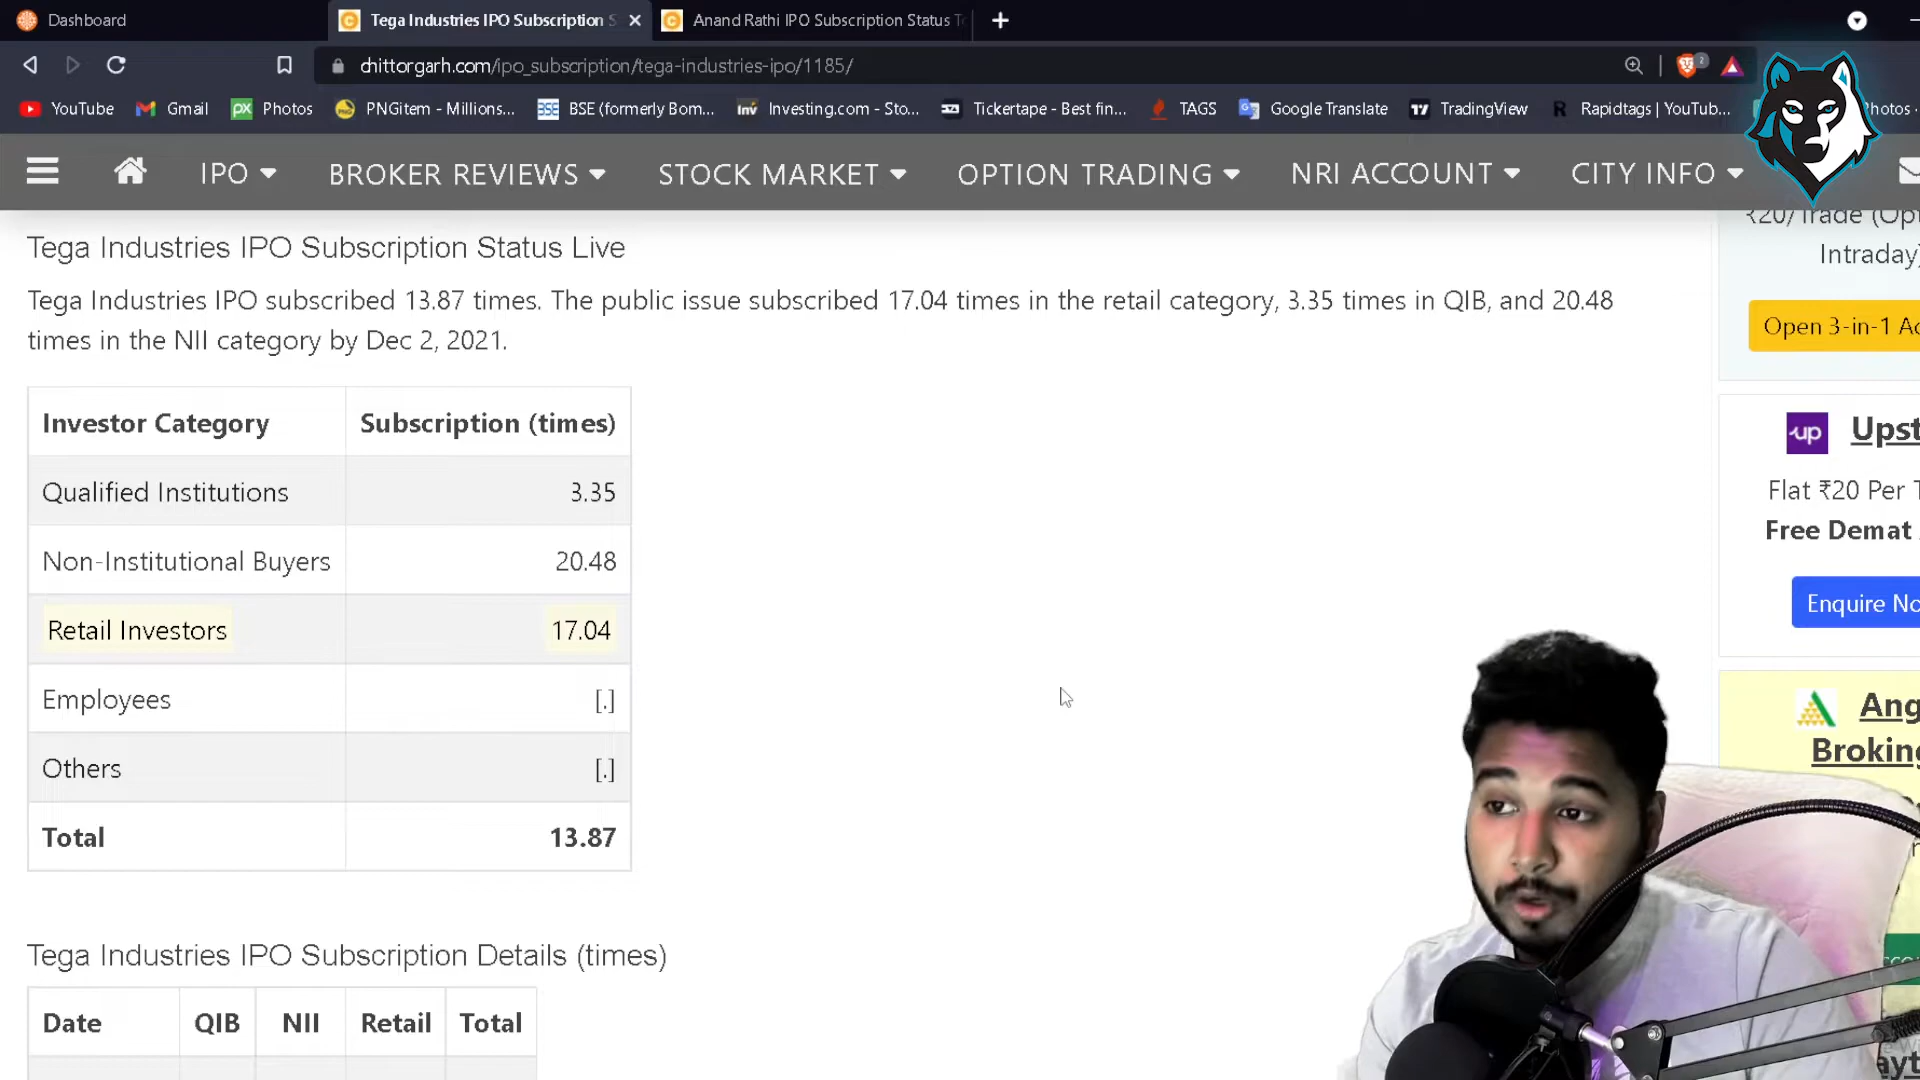 Dashboard
Tega Industries IPO Subscription S
Anand Rathi IPO Subscription Status T
chittorgarh.com/ipo_subscription/tega-industries-ipo/1185/
2
YouTube
Gmail
Photos
PNGitem - Millions...
BSE (formerly Bom...
Investing.com - Sto...
Tickertape - Best fin...
TAGS
Google Translate
TradingView
Rapidtags | YouTub...
Photos
IPO
BROKER REVIEWS
STOCK MARKET
OPTION TRADING
NRI ACCOUNT
CITY INFO
₹20/Trade (Op
Intraday)
Open 3-in-1 Ac
Tega Industries IPO Subscription Status Live
Tega Industries IPO subscribed 13.87 times. The public issue subscribed 17.04 times in the retail category, 3.35 times in QIB, and 20.48
times in the NII category by Dec 2, 2021.
Investor Category Subscription (times)
Qualified Institutions 3.35
Non-Institutional Buyers 20.48
Retail Investors 17.04
Employees [.]
Others [.]
Total 13.87
up Upst
Flat ₹20 Per T
Free Demat
Enquire No
Ang
Broking
Tega Industries IPO Subscription Details (times)
Date QIB NII Retail Total